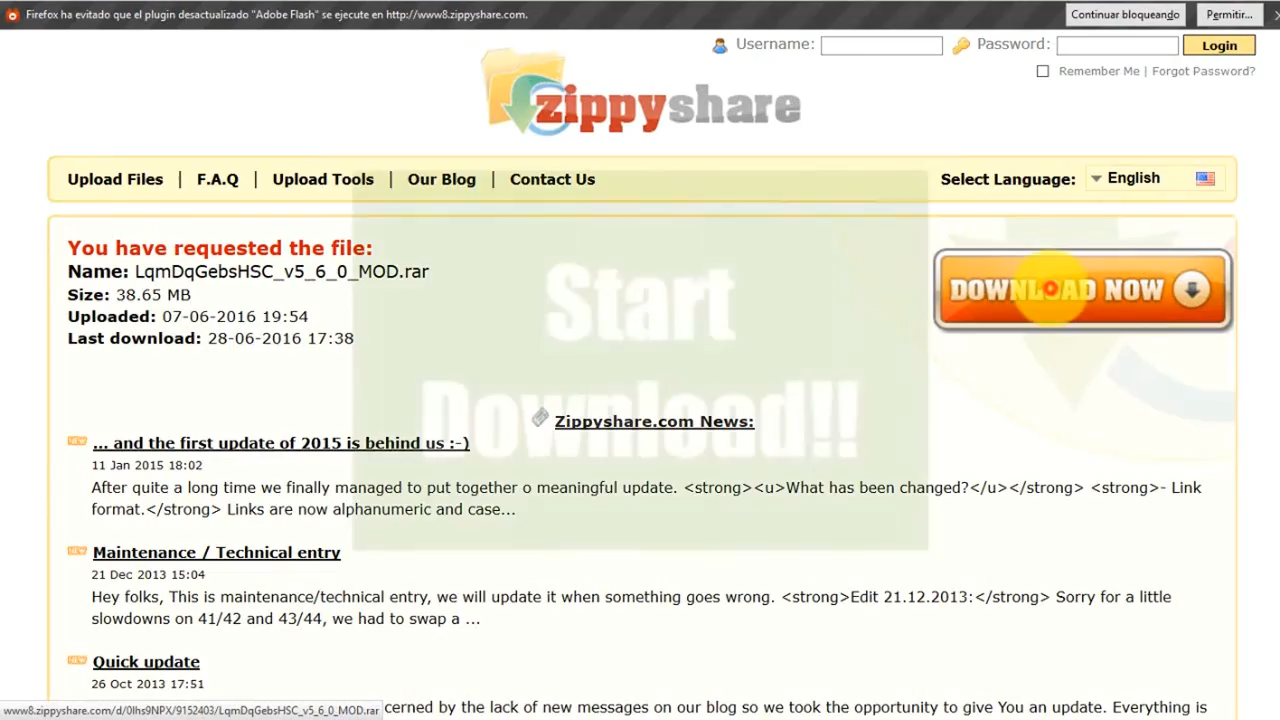 Firefox ha evitado que el plugin desactualizado "Adobe Flash" se ejecute en http://www8.zippyshare.com.
Continuar bloqueando
Permitir...
Username:
Password:
Login
Remember Me | Forgot Password?
zippyshare
Upload Files | F.A.Q | Upload Tools | Our Blog | Contact Us
Select Language: English
You have requested the file:
Name: LqmDqGebsHSC_v5_6_0_MOD.rar
Size: 38.65 MB
Uploaded: 07-06-2016 19:54
Last download: 28-06-2016 17:38
DOWNLOAD NOW
Start
Download!!
Zippyshare.com News:
NEW ... and the first update of 2015 is behind us :-)
11 Jan 2015 18:02
After quite a long time we finally managed to put together o meaningful update. <strong><u>What has been changed?</u></strong> <strong>- Link
format.</strong> Links are now alphanumeric and case...
NEW Maintenance / Technical entry
21 Dec 2013 15:04
Hey folks, This is maintenance/technical entry, we will update it when something goes wrong. <strong>Edit 21.12.2013:</strong> Sorry for a little
slowdowns on 41/42 and 43/44, we had to swap a ...
NEW Quick update
26 Oct 2013 17:51
cerned by the lack of new messages on our blog so we took the opportunity to give You an update. Everything is
www8.zippyshare.com/d/0lhs9NPX/9152403/LqmDqGebsHSC_v5_6_0_MOD.rar